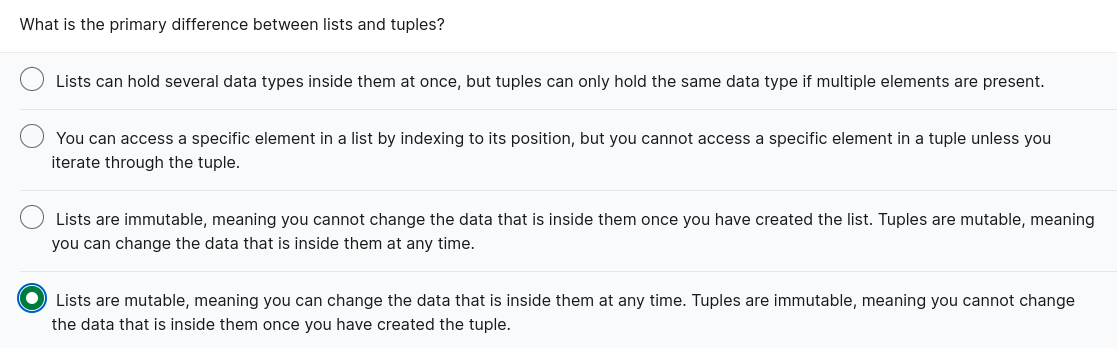 What is the primary difference between lists and tuples?
Lists can hold several data types inside them at once, but tuples can only hold the same data type if multiple elements are present.
You can access a specific element in a list by indexing to its position, but you cannot access a specific element in a tuple unless you
iterate through the tuple.
Lists are immutable, meaning you cannot change the data that is inside them once you have created the list. Tuples are mutable, meaning
you can change the data that is inside them at any time.
Lists are mutable, meaning you can change the data that is inside them at any time. Tuples are immutable, meaning you cannot change
the data that is inside them once you have created the tuple.